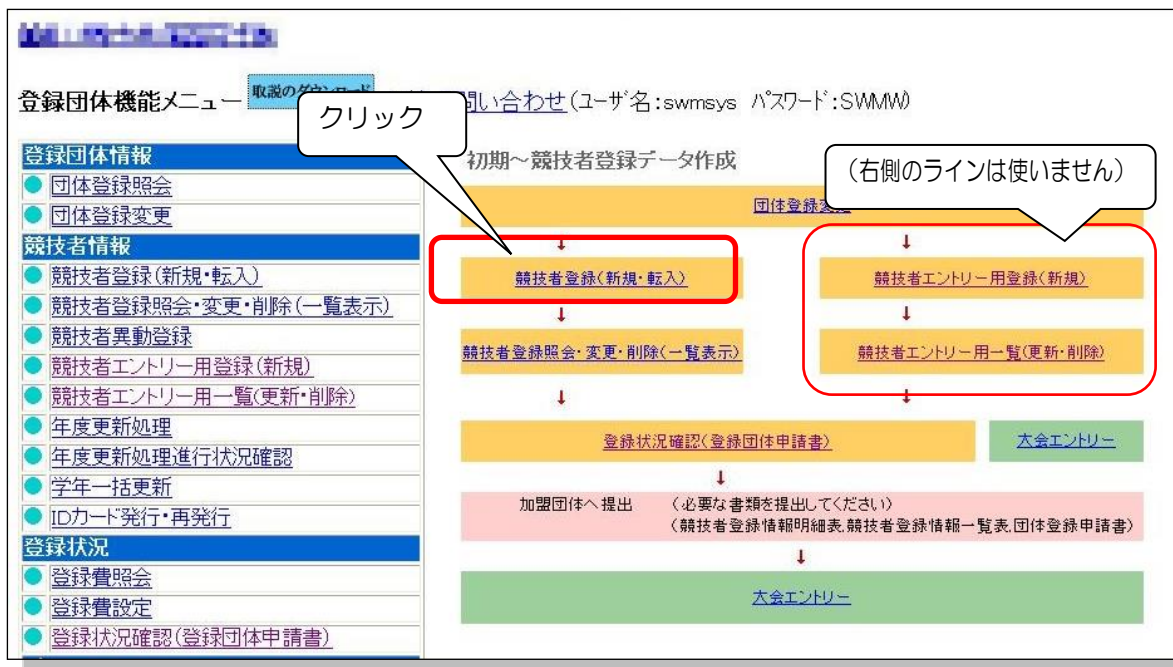 登録団体機能メニュー
問い合わせ(ユーザ名:swmsys パスワード:SWMW)
クリック
登録団体情報
団体登録照会
団体登録変更
競技者情報
競技者登録(新規・転入)
競技者登録照会・変更・削除(一覧表示)
競技者異動登録
競技者エントリー用登録(新規)
競技者エントリー用一覧(更新・削除)
年度更新処理
年度更新処理進行状況確認
学年一括更新
IDカード発行・再発行
登録状況
登録費照会
登録費設定
登録状況確認(登録団体申請書)
初期~競技者登録データ作成
(右側のラインは使いません)
団体登録変更
↓ ↓
競技者登録(新規・転入) 競技者エントリー用登録(新規)
↓ ↓
競技者登録照会・変更・削除(一覧表示) 競技者エントリー用一覧(更新・削除)
↓ ↓
登録状況確認(登録団体申請書) 大会エントリー
↓
加盟団体へ提出 (必要な書類を提出してください)
(競技者登録情報明細表,競技者登録情報一覧表,団体登録申請書)
↓
大会エントリー